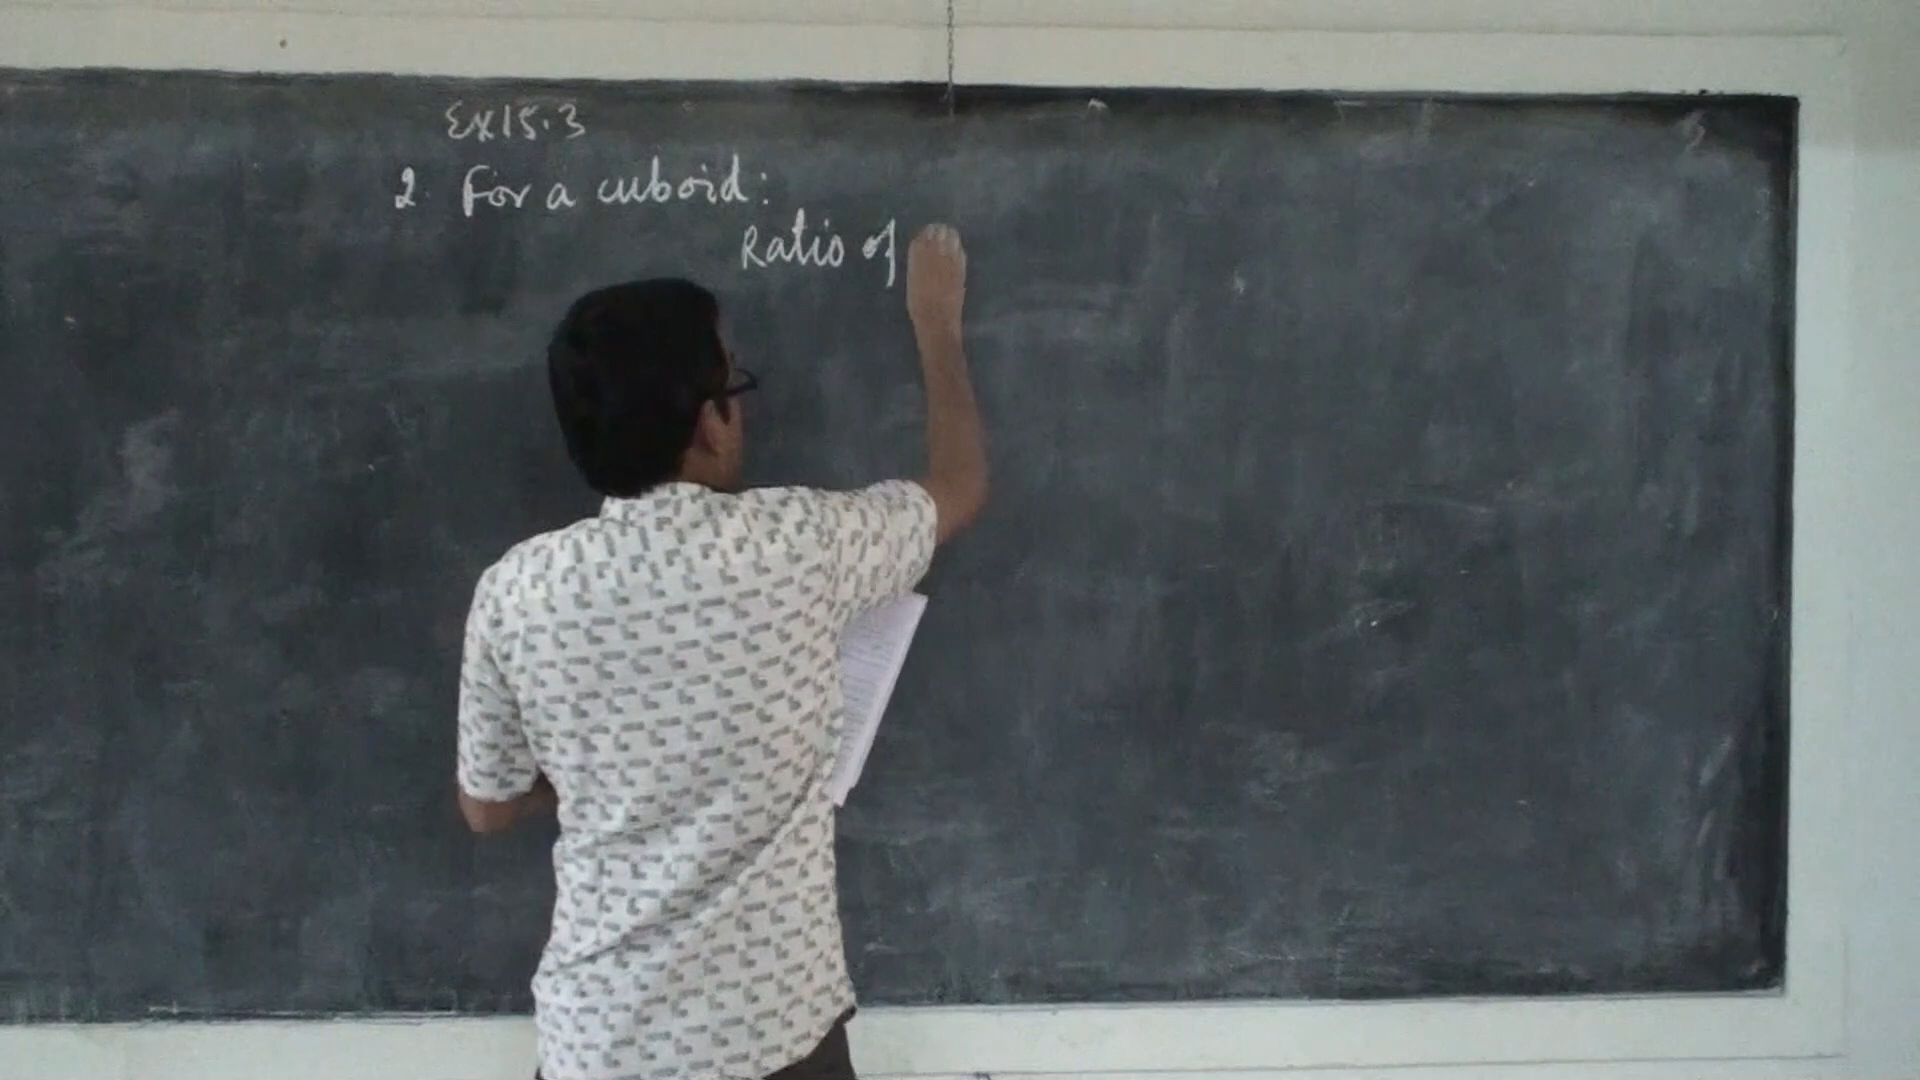 Ex 15.3
2. For a cuboid:
Ratio of